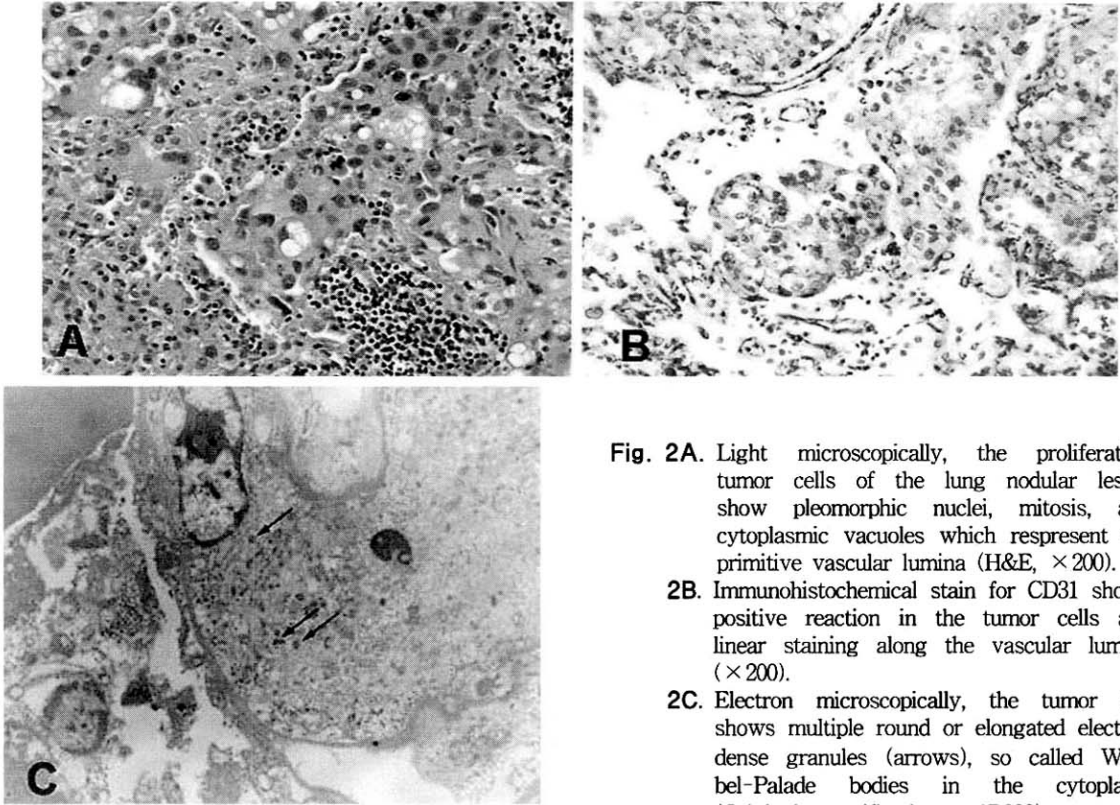 A
B
C
Fig. 2A. Light microscopically, the
tumor cells of the lung nodular
show pleomorphic nuclei, mitosis,
cytoplasmic vacuoles which respresent
primitive vascular lumina (H&E, ×200).
2B. Immunohistochemical stain for CD31
positive reaction in the tumor cells
linear staining along the vascular
(×200).
2C. Electron microscopically, the tumor
shows multiple round or elongated
dense granules (arrows), so called
bel-Palade bodies in the